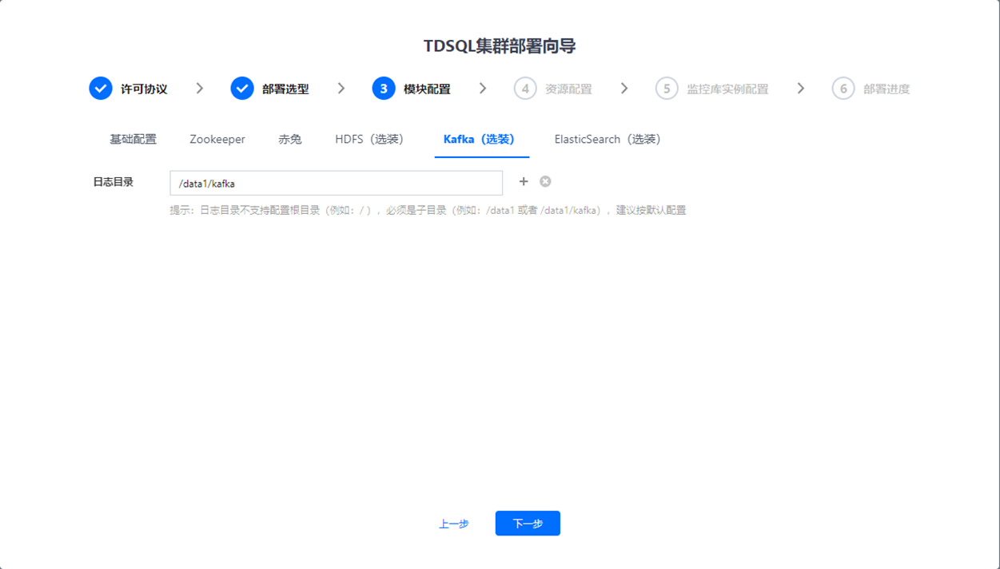 TDSQL集群部署向导
许可协议 部署选型 3 模块配置 4 资源配置 5 监控库实例配置 6 部署进度
基础配置 Zookeeper 赤兔 HDFS（选装） Kafka（选装） ElasticSearch（选装）
日志目录 /data1/kafka
提示：日志目录不支持配置根目录（例如：/ ），必须是子目录（例如：/data1 或者 /data1/kafka），建议按默认配置
上一步 下一步